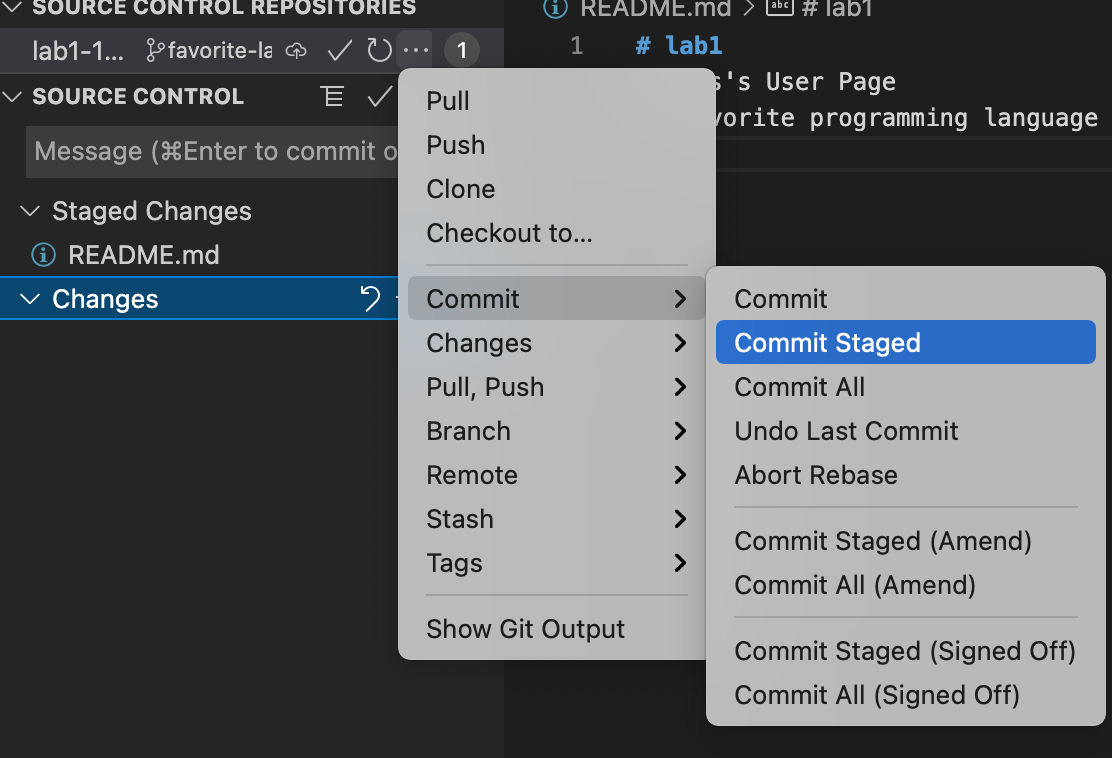 SOURCE CONTROL REPOSITORIES
lab1-1... favorite-la 1
SOURCE CONTROL
Message (⌘Enter to commit o
Staged Changes
README.md
Changes
README.md > abc # lab1
1 # lab1
s's User Page
vorite programming language
Pull
Push
Clone
Checkout to...
Commit
Changes
Pull, Push
Branch
Remote
Stash
Tags
Show Git Output
Commit
Commit Staged
Commit All
Undo Last Commit
Abort Rebase
Commit Staged (Amend)
Commit All (Amend)
Commit Staged (Signed Off)
Commit All (Signed Off)